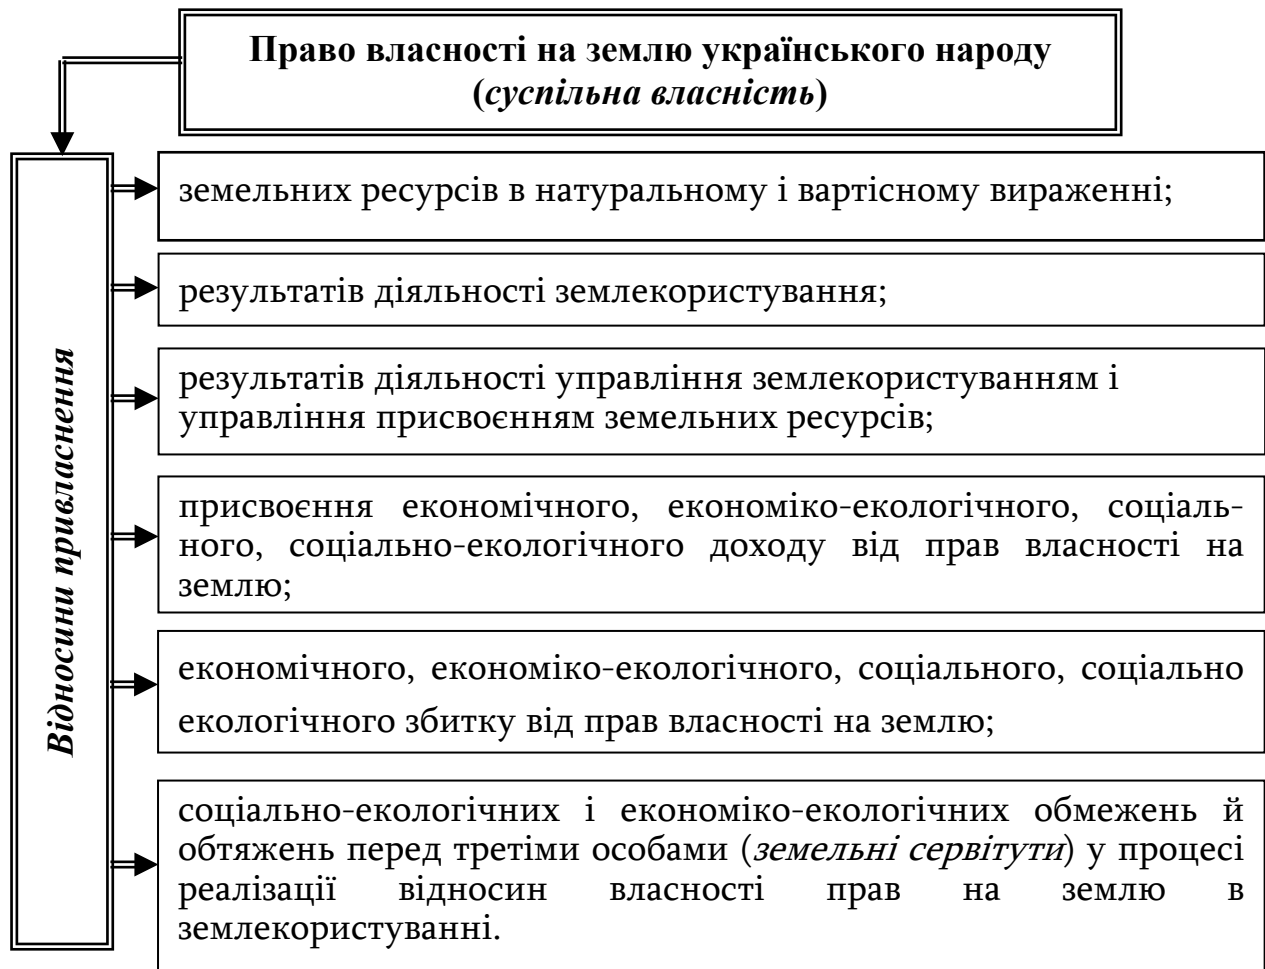 Право власності на землю українського народу
(суспільна власність)
Відносини привласнення
земельних ресурсів в натуральному і вартісному вираженні;
результатів діяльності землекористування;
результатів діяльності управління землекористуванням і
управління присвоєнням земельних ресурсів;
присвоєння економічного, економіко-екологічного, соціаль-
ного, соціально-екологічного доходу від прав власності на
землю;
економічного, економіко-екологічного, соціального, соціально
екологічного збитку від прав власності на землю;
соціально-екологічних і економіко-екологічних обмежень й
обтяжень перед третіми особами (земельні сервітути) у процесі
реалізації відносин власності прав на землю в
землекористуванні.